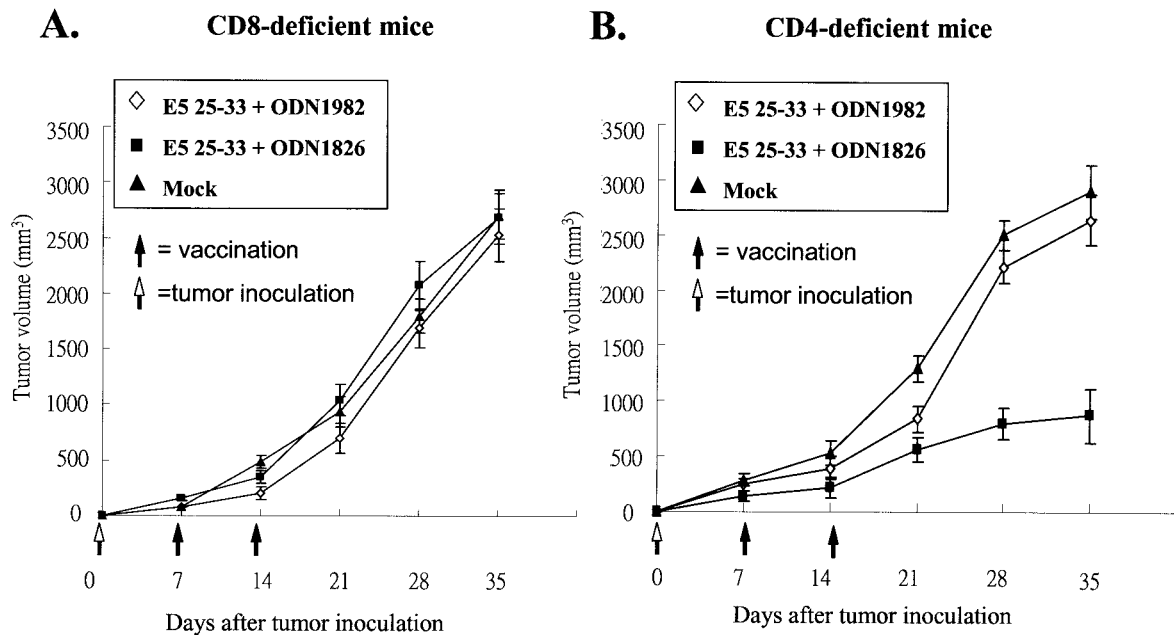 A. CD8-deficient mice
E5 25-33 + ODN1982
E5 25-33 + ODN1826
Mock
= vaccination
=tumor inoculation
Tumor volume (mm³)
3500
3000
2500
2000
1500
1000
500
0
0 7 14 21 28 35
Days after tumor inoculation
B. CD4-deficient mice
E5 25-33 + ODN1982
E5 25-33 + ODN1826
Mock
= vaccination
=tumor inoculation
Tumor volume (mm³)
3500
3000
2500
2000
1500
1000
500
0
0 7 14 21 28 35
Days after tumor inoculation